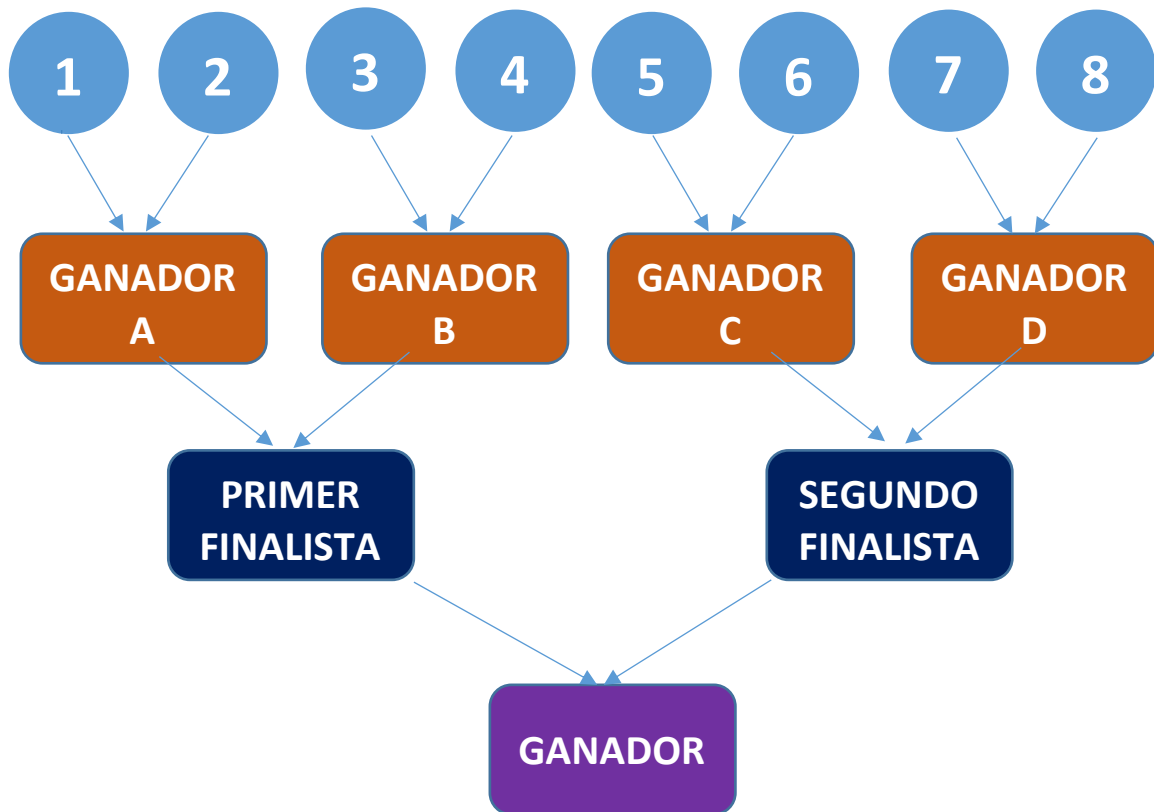 1 2 3 4 5 6 7 8
GANADOR A
GANADOR B
GANADOR C
GANADOR D
PRIMER
FINALISTA
SEGUNDO
FINALISTA
GANADOR